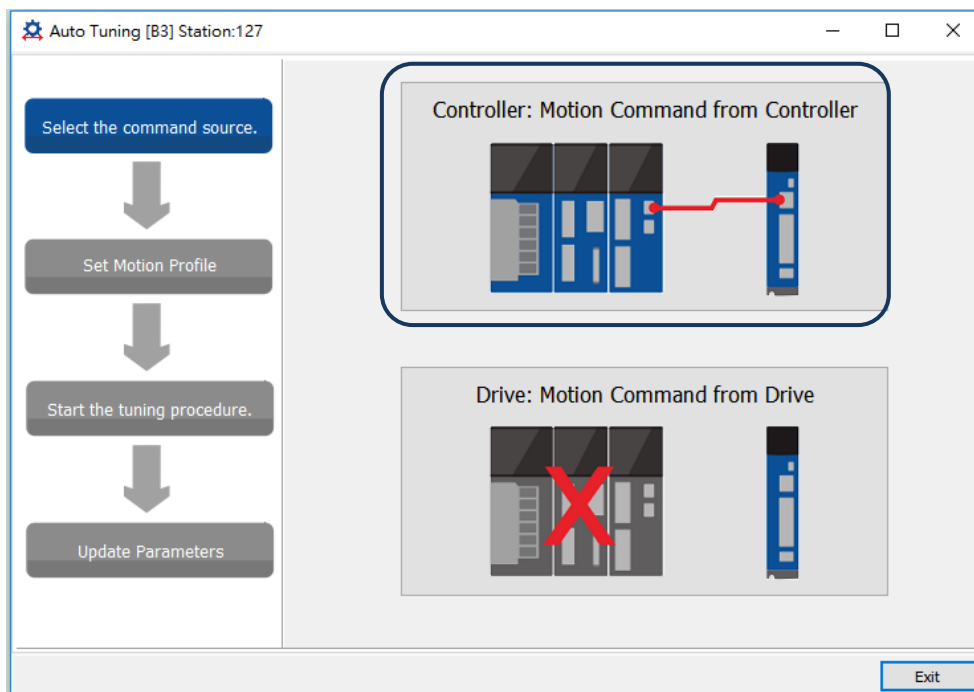 Auto Tuning [B3] Station:127
Select the command source.
Set Motion Profile
Start the tuning procedure.
Update Parameters
Controller: Motion Command from Controller
Drive: Motion Command from Drive
Exit